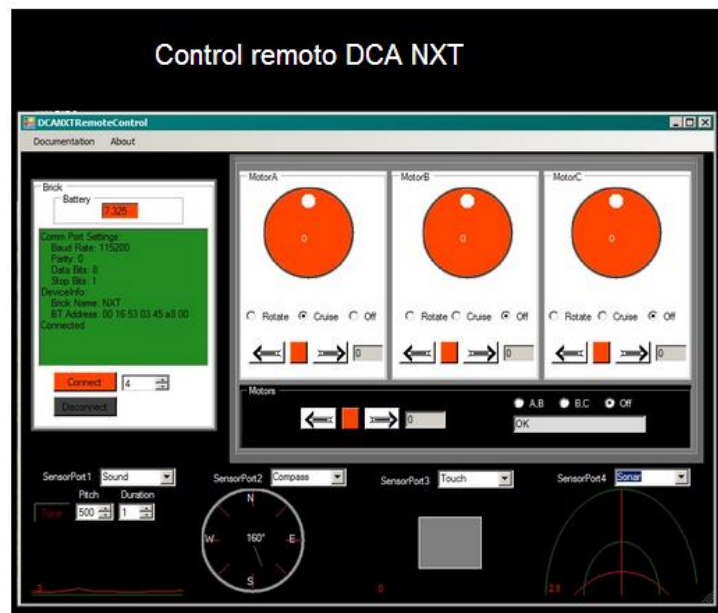 Control remoto DCA NXT
DCANXTRemoteControl
Documentation About
Brick
Battery
7.325
Comm Port Settings:
Baud Rate: 115200
Parity: 0
Data Bits: 8
Stop Bits: 1
DeviceInfo:
Brick Name: NXT
BT Address: 00 16 53 03 45 a8 00
Connected
Connect 4
Disconnect
MotorA
0
Rotate Cruise Off
0
MotorB
0
Rotate Cruise Off
0
MotorC
0
Rotate Cruise Off
0
Motors
0
A,B B,C Off
OK
SensorPort1 Sound
Pitch Duration
Tone 500 1
3
SensorPort2 Compass
N
W 160° E
S
SensorPort3 Touch
0
SensorPort4 Sonar